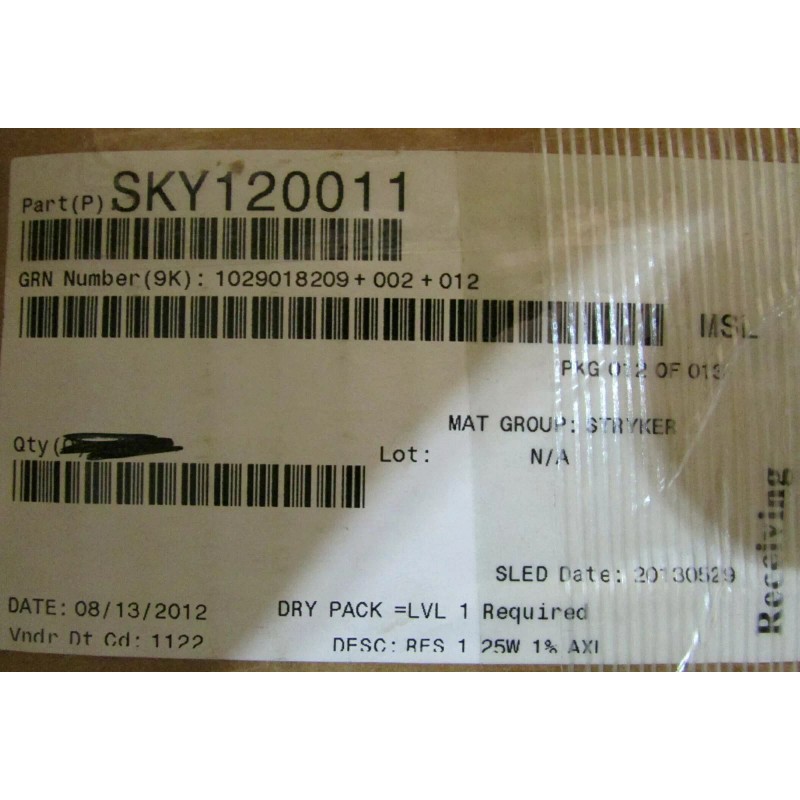 Part(P): SKY120011
GRN Number(9K): 1029018209+002+012
MSL
PKG 012 OF 013
MAT GROUP: STRYKER
Qty(
Lot: N/A
Receiving
SLED Date: 20130529
DATE: 08/13/2012 DRY PACK =LVL 1 Required
Vndr Dt Cd: 1122 DESC: RES 1 25W 1% AXI